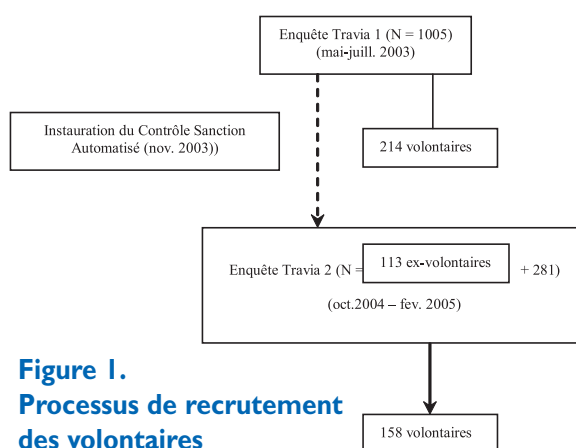 Enquête Travia 1 (N = 1005)
(mai-juill. 2003)
Instauration du Contrôle Sanction
Automatisé (nov. 2003))
214 volontaires
Enquête Travia 2 (N = 113 ex-volontaires + 281)
(oct.2004 – fev. 2005)
Figure 1.
Processus de recrutement
des volontaires
158 volontaires